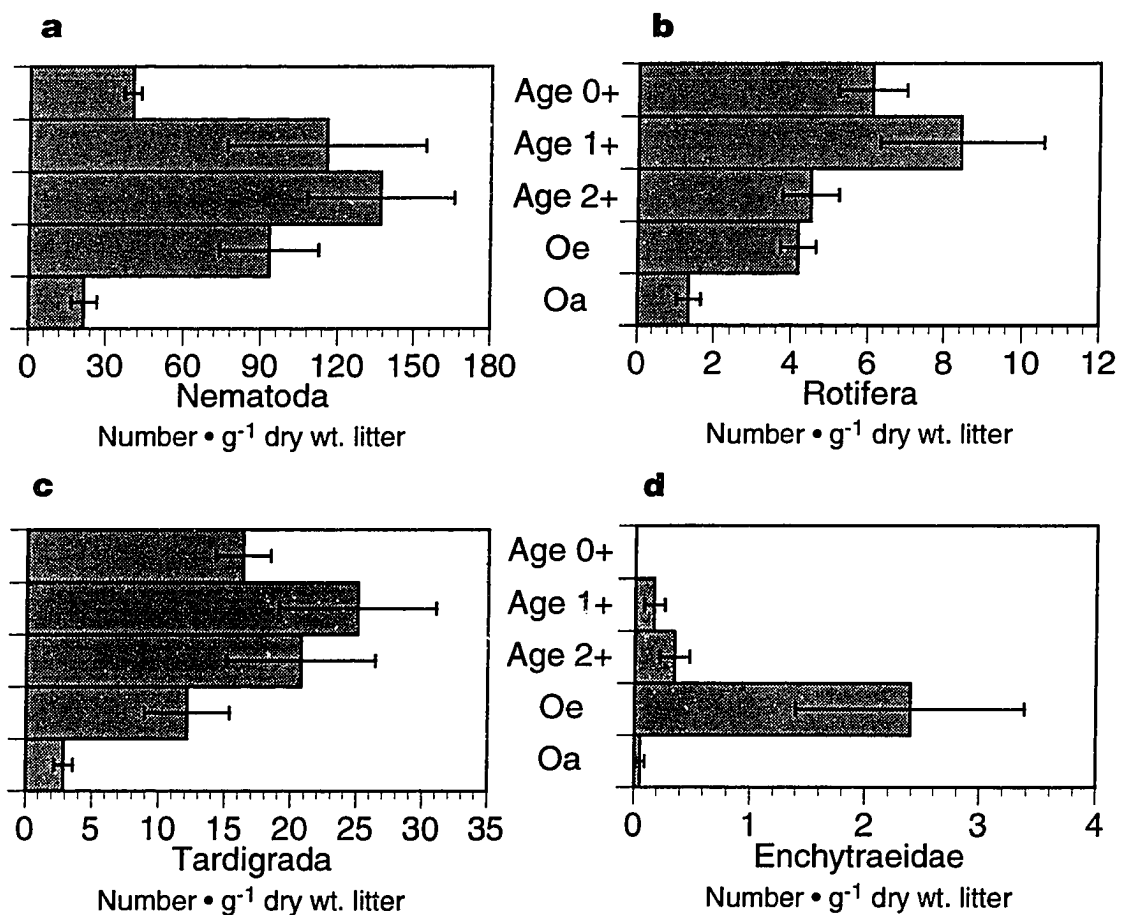 a
b
Age 0+
Age 1+
Age 2+
Oe
Oa
0 30 60 90 120 150 180
Nematoda
Number • g-1 dry wt. litter
0 2 4 6 8 10 12
Rotifera
Number • g-1 dry wt. litter
c
d
Age 0+
Age 1+
Age 2+
Oe
Oa
0 5 10 15 20 25 30 35
Tardigrada
Number • g-1 dry wt. litter
0 1 2 3 4
Enchytraeidae
Number • g-1 dry wt. litter